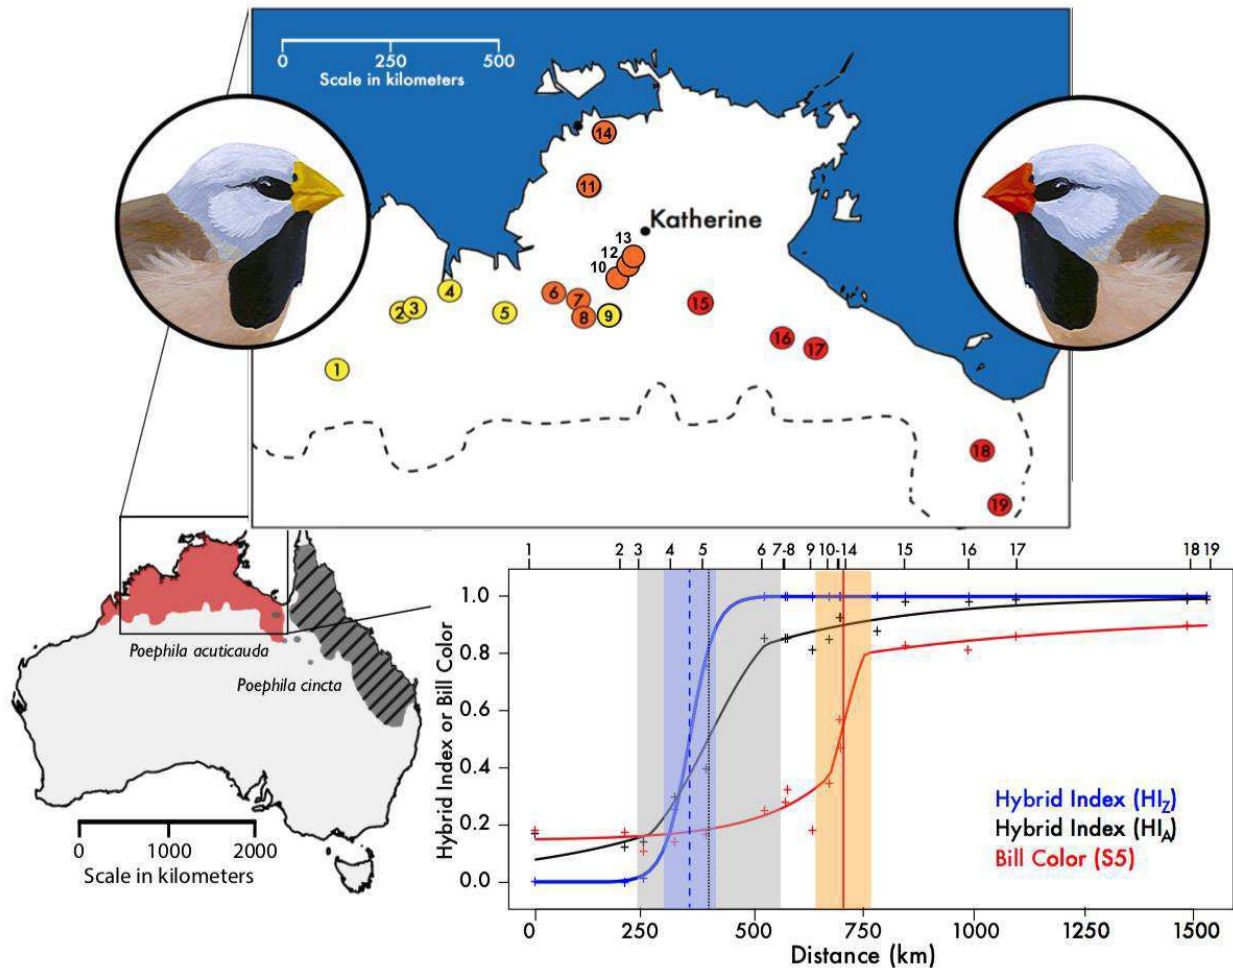 0 250 500
Scale in kilometers
14
11
Katherine
13
12
10
4
6
7
2 3
5
8
9
15
16
17
1
18
19
Poephila acuticauda
Poephila cincta
0 1000 2000
Scale in kilometers
1 2 3 4 5 6 7-8 9 10-14 15 16 17 18 19
Hybrid Index or Bill Color
1.0
0.8
0.6
0.4
0.2
0.0
Hybrid Index (HIZ)
Hybrid Index (HIA)
Bill Color (S5)
0 250 500 750 1000 1250 1500
Distance (km)